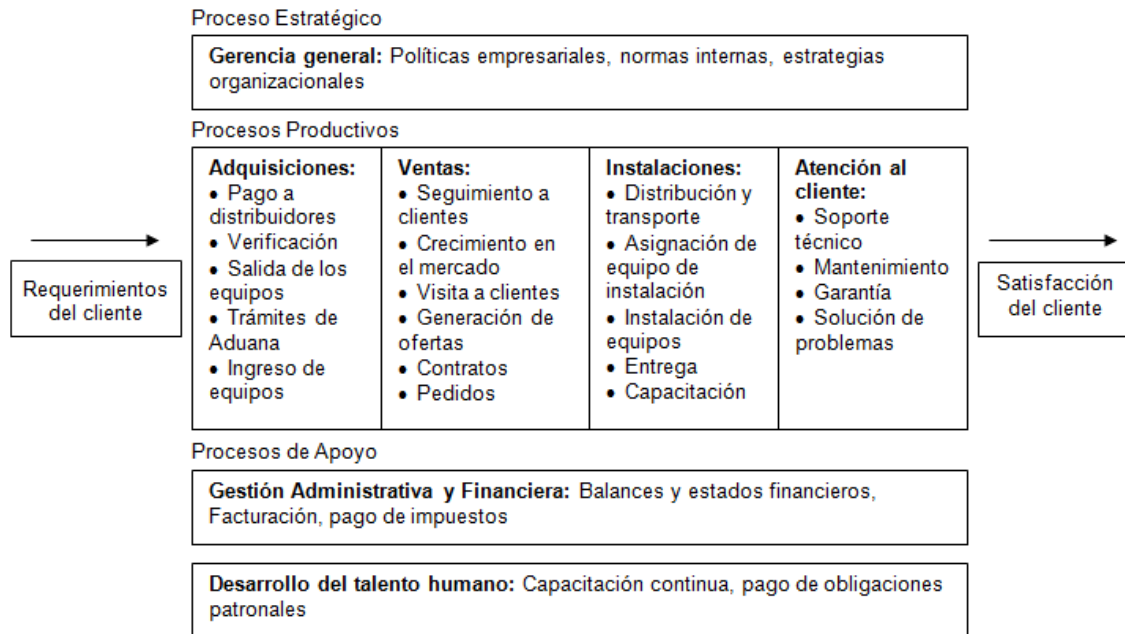 Proceso Estratégico
Gerencia general: Políticas empresariales, normas internas, estrategias
organizacionales
Procesos Productivos
Requerimientos
del cliente
Adquisiciones:
• Pago a
distribuidores
• Verificación
• Salida de los
equipos
• Trámites de
Aduana
• Ingreso de
equipos
Ventas:
• Seguimiento a
clientes
• Crecimiento en
el mercado
• Visita a clientes
• Generación de
ofertas
• Contratos
• Pedidos
Instalaciones:
• Distribución y
transporte
• Asignación de
equipo de
instalación
• Instalación de
equipos
• Entrega
• Capacitación
Atención al
cliente:
• Soporte
técnico
• Mantenimiento
• Garantía
• Solución de
problemas
Satisfacción
del cliente
Procesos de Apoyo
Gestión Administrativa y Financiera: Balances y estados financieros,
Facturación, pago de impuestos
Desarrollo del talento humano: Capacitación continua, pago de obligaciones
patronales